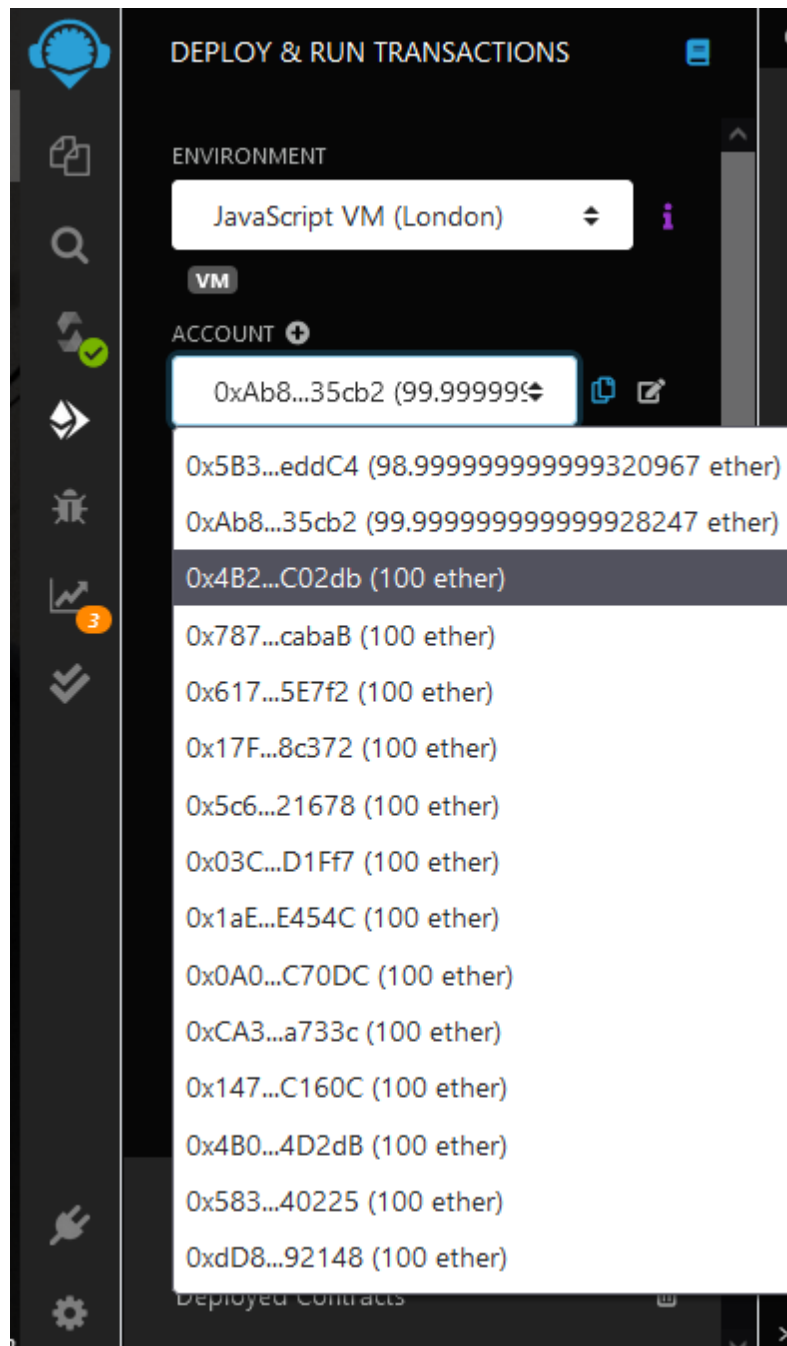 DEPLOY & RUN TRANSACTIONS
ENVIRONMENT
JavaScript VM (London)
VM
ACCOUNT
0xAb8...35cb2 (99.999999
0x5B3...eddC4 (98.999999999999320967 ether)
0xAb8...35cb2 (99.999999999999928247 ether)
0x4B2...C02db (100 ether)
0x787...cabaB (100 ether)
0x617...5E7f2 (100 ether)
0x17F...8c372 (100 ether)
0x5c6...21678 (100 ether)
0x03C...D1Ff7 (100 ether)
0x1aE...E454C (100 ether)
0x0A0...C70DC (100 ether)
0xCA3...a733c (100 ether)
0x147...C160C (100 ether)
0x4B0...4D2dB (100 ether)
0x583...40225 (100 ether)
0xdD8...92148 (100 ether)
Deployed Contracts
3